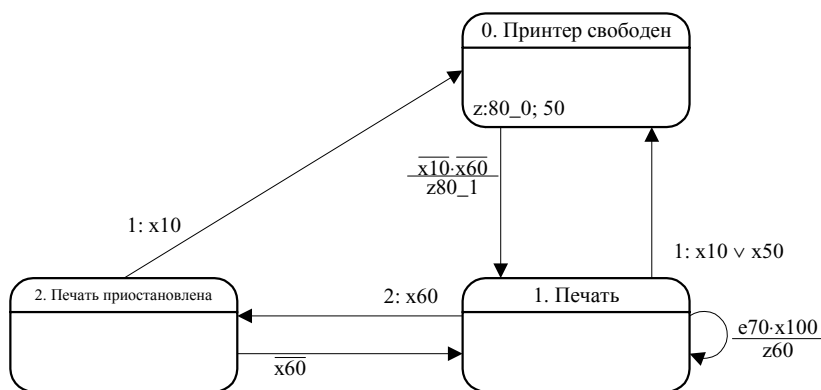 0. Принтер свободен
z:80_0; 50
x10·x60
z80_1
1: x10
1: x10 ∨ x50
2. Печать приостановлена
2: x60
1. Печать
x60
e70·x100
z60